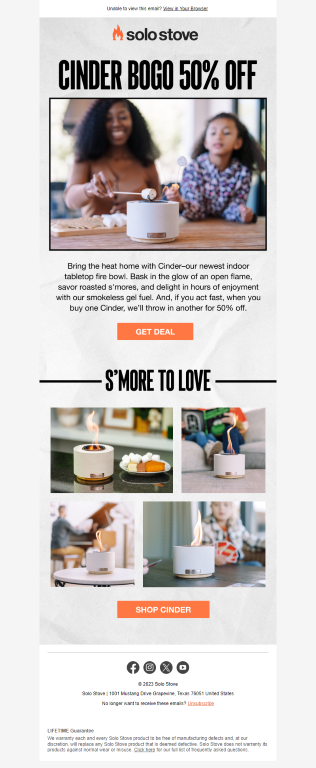 Unable to view this email? View in Your Browser
solo stove
CINDER BOGO 50% OFF
Bring the heat home with Cinder–our newest indoor
tabletop fire bowl. Bask in the glow of an open flame,
savor roasted s'mores, and delight in hours of enjoyment
with our smokeless gel fuel. And, if you act fast, when you
buy one Cinder, we'll throw in another for 50% off.
GET DEAL
S'MORE TO LOVE
SHOP CINDER
© 2023 Solo Stove
Solo Stove | 1001 Mustang Drive Grapevine, Texas 76051 United States
No longer want to receive these emails? Unsubscribe
LIFETIME Guarantee
We warranty each and every Solo Stove product to be free of manufacturing defects and, at our
discretion, will replace any Solo Stove product that is deemed defective. Solo Stove does not warranty its
products against normal wear or misuse. Click here for our full list of frequently asked questions.